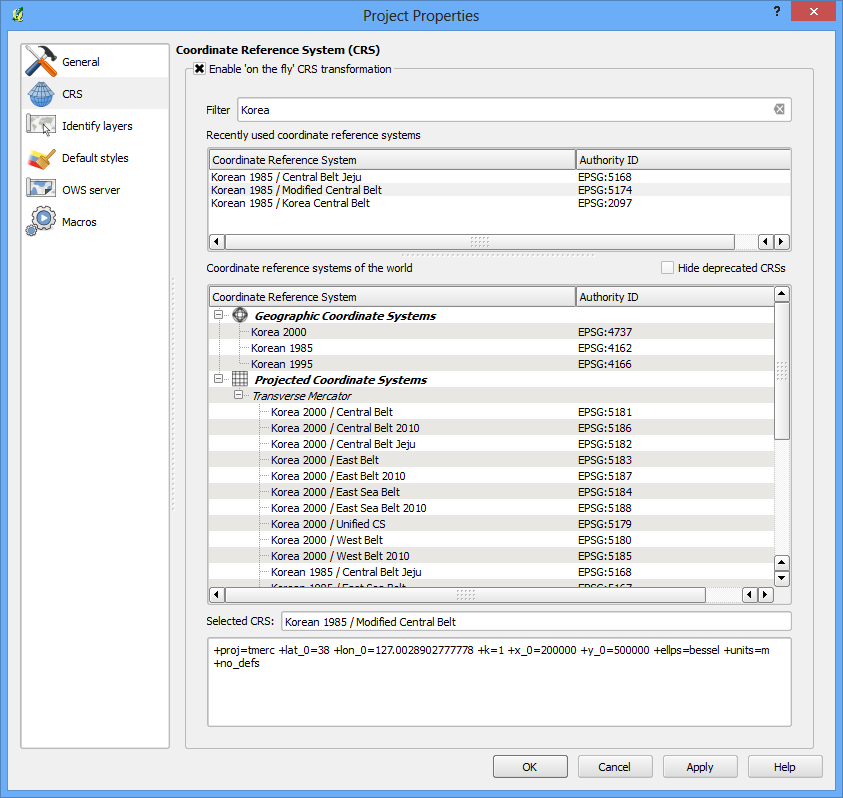 Project Properties
?
General
CRS
Identify layers
Default styles
OWS server
Macros
Coordinate Reference System (CRS)
Enable 'on the fly' CRS transformation
Filter Korea
Recently used coordinate reference systems
Coordinate Reference System Authority ID
Korean 1985 / Central Belt Jeju EPSG:5168
Korean 1985 / Modified Central Belt EPSG:5174
Korean 1985 / Korea Central Belt EPSG:2097
Coordinate reference systems of the world Hide deprecated CRSs
Coordinate Reference System Authority ID
Geographic Coordinate Systems
Korea 2000 EPSG:4737
Korean 1985 EPSG:4162
Korean 1995 EPSG:4166
Projected Coordinate Systems
Transverse Mercator
Korea 2000 / Central Belt EPSG:5181
Korea 2000 / Central Belt 2010 EPSG:5186
Korea 2000 / Central Belt Jeju EPSG:5182
Korea 2000 / East Belt EPSG:5183
Korea 2000 / East Belt 2010 EPSG:5187
Korea 2000 / East Sea Belt EPSG:5184
Korea 2000 / East Sea Belt 2010 EPSG:5188
Korea 2000 / Unified CS EPSG:5179
Korea 2000 / West Belt EPSG:5180
Korea 2000 / West Belt 2010 EPSG:5185
Korean 1985 / Central Belt Jeju EPSG:5168
Korean 1985 / East Sea Belt EPSG:5167
Selected CRS: Korean 1985 / Modified Central Belt
+proj=tmerc +lat_0=38 +lon_0=127.0028902777778 +k=1 +x_0=200000 +y_0=500000 +ellps=bessel +units=m
+no_defs
OK Cancel Apply Help